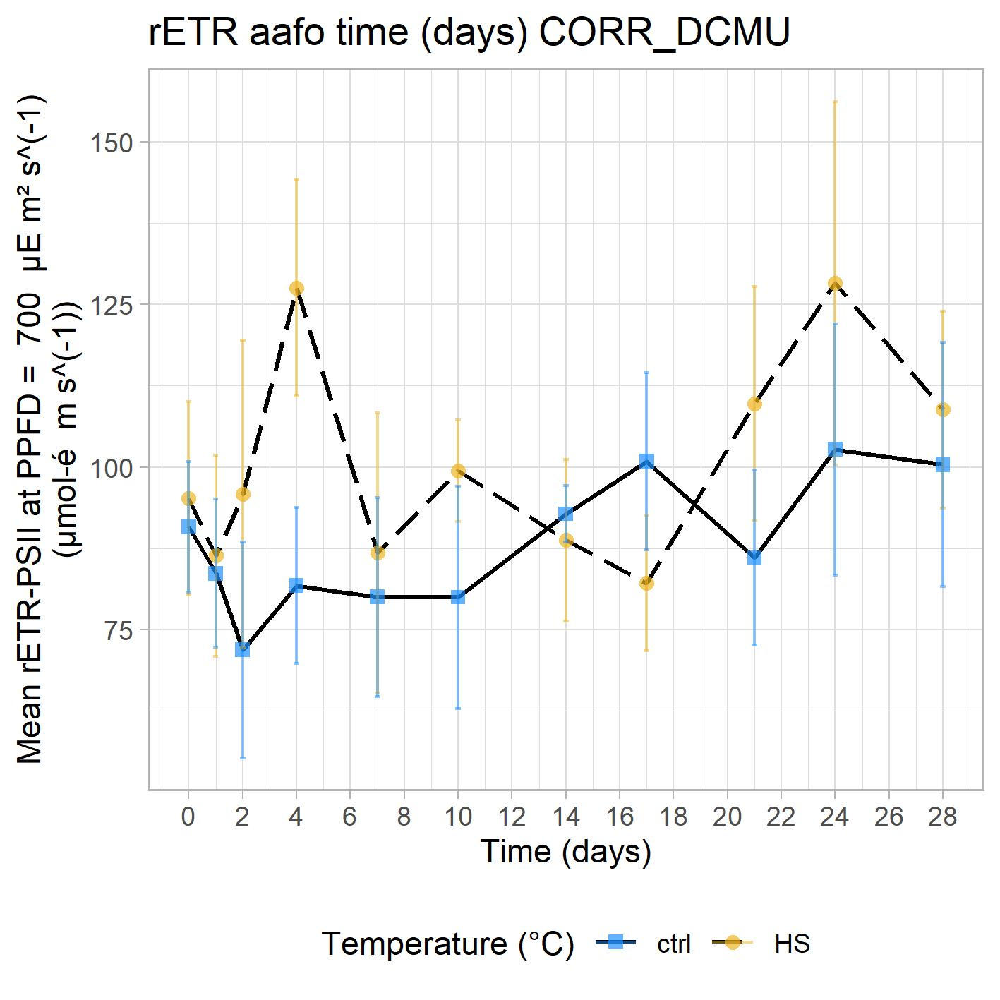 rETR aafo time (days) CORR_DCMU
Mean rETR-PSII at PPFD =  700  µE m² s^(-1)
(µmol-é  m s^(-1))
150
125
100
75
0 2 4 6 8 10 12 14 16 18 20 22 24 26 28
Time (days)
Temperature (°C) ctrl HS